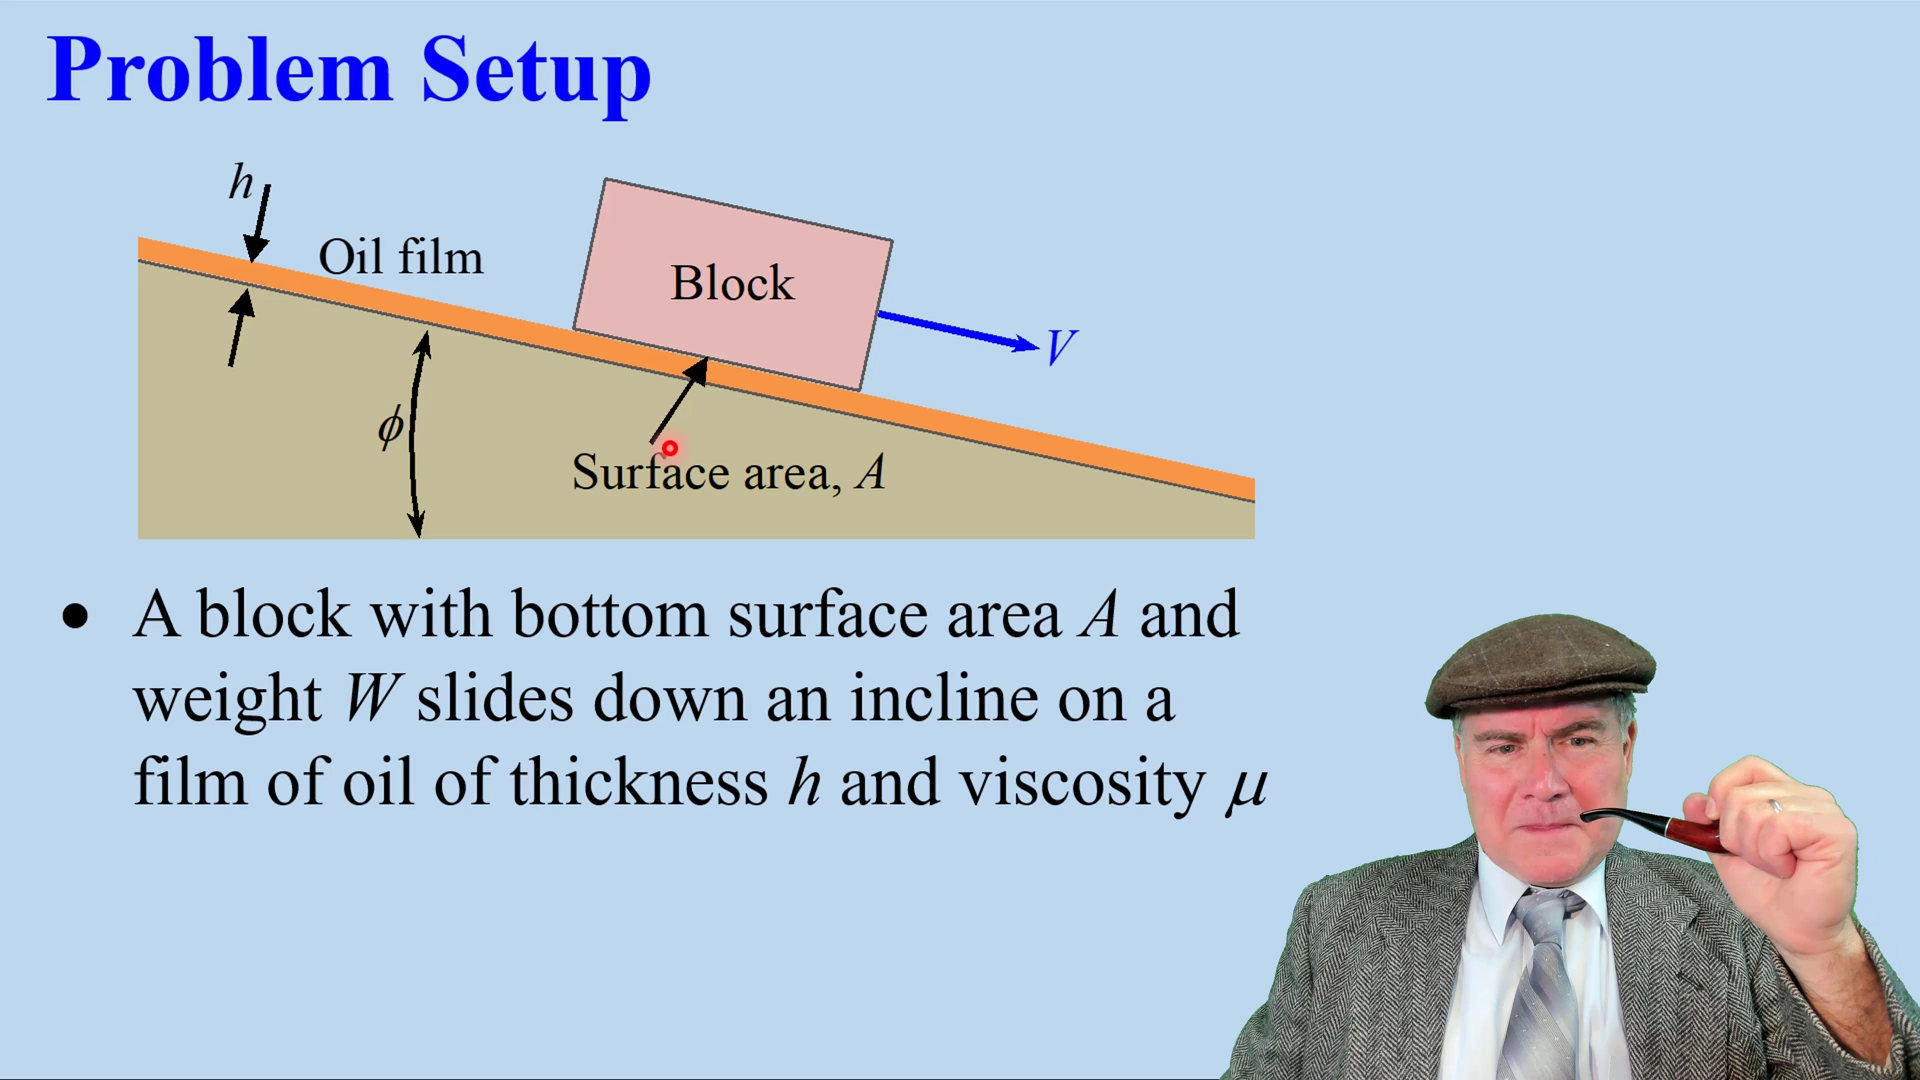 Problem Setup
h
Oil film
Block
V
ϕ
Surface area, A
• A block with bottom surface area A and
weight W slides down an incline on a
film of oil of thickness h and viscosity μ